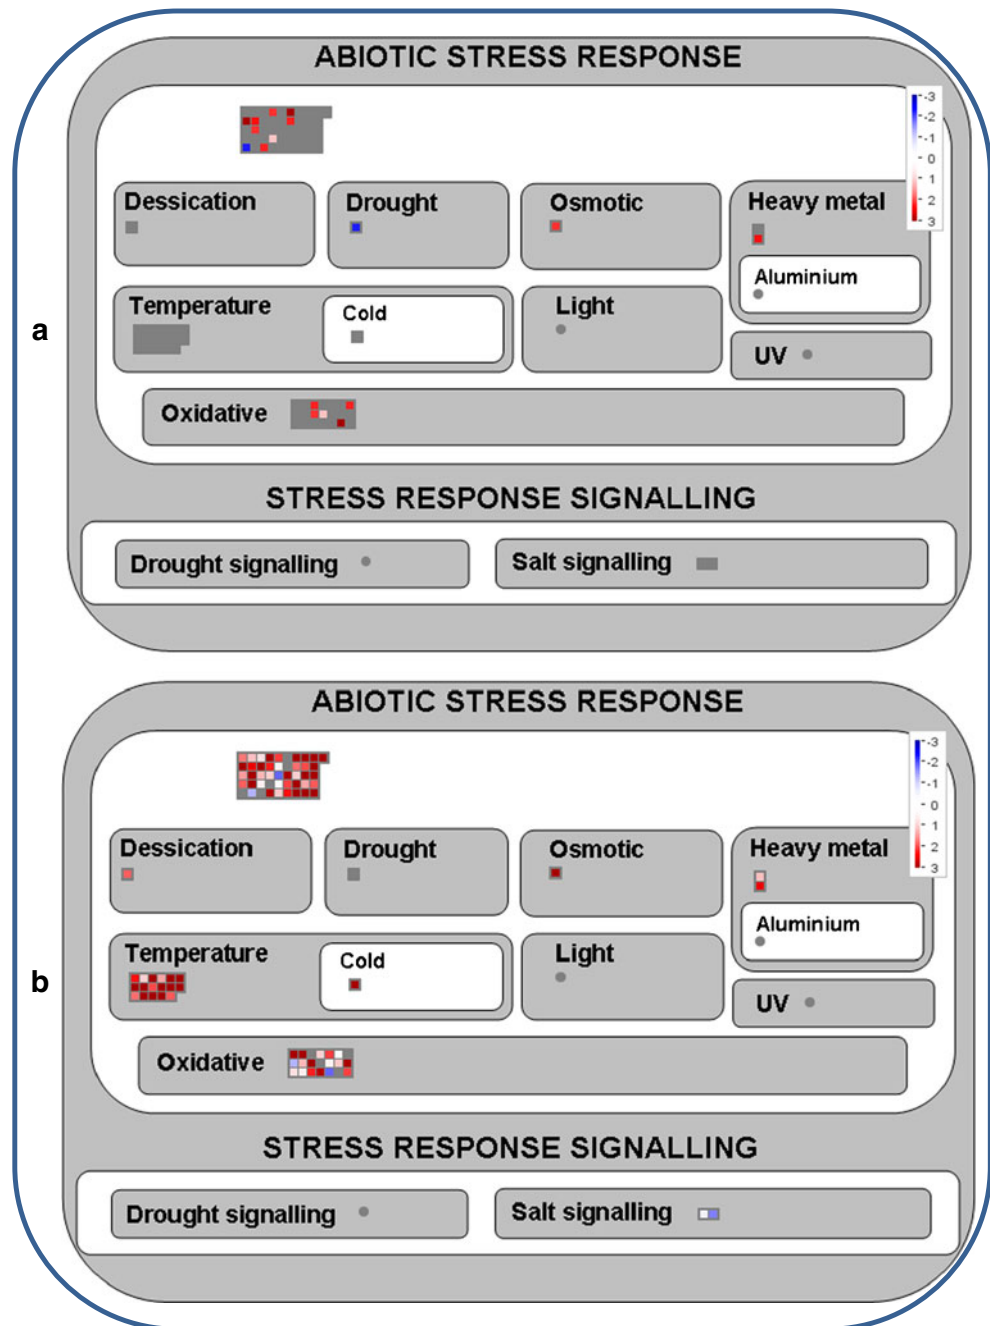 ABIOTIC STRESS RESPONSE
-3
-2
-1
0
1
2
3
Dessication
Drought
Osmotic
Heavy metal
Aluminium
Temperature
Cold
Light
UV
a
Oxidative
STRESS RESPONSE SIGNALLING
Drought signalling
Salt signalling
ABIOTIC STRESS RESPONSE
-3
-2
-1
0
1
2
3
Dessication
Drought
Osmotic
Heavy metal
Aluminium
Temperature
Cold
Light
UV
b
Oxidative
STRESS RESPONSE SIGNALLING
Drought signalling
Salt signalling